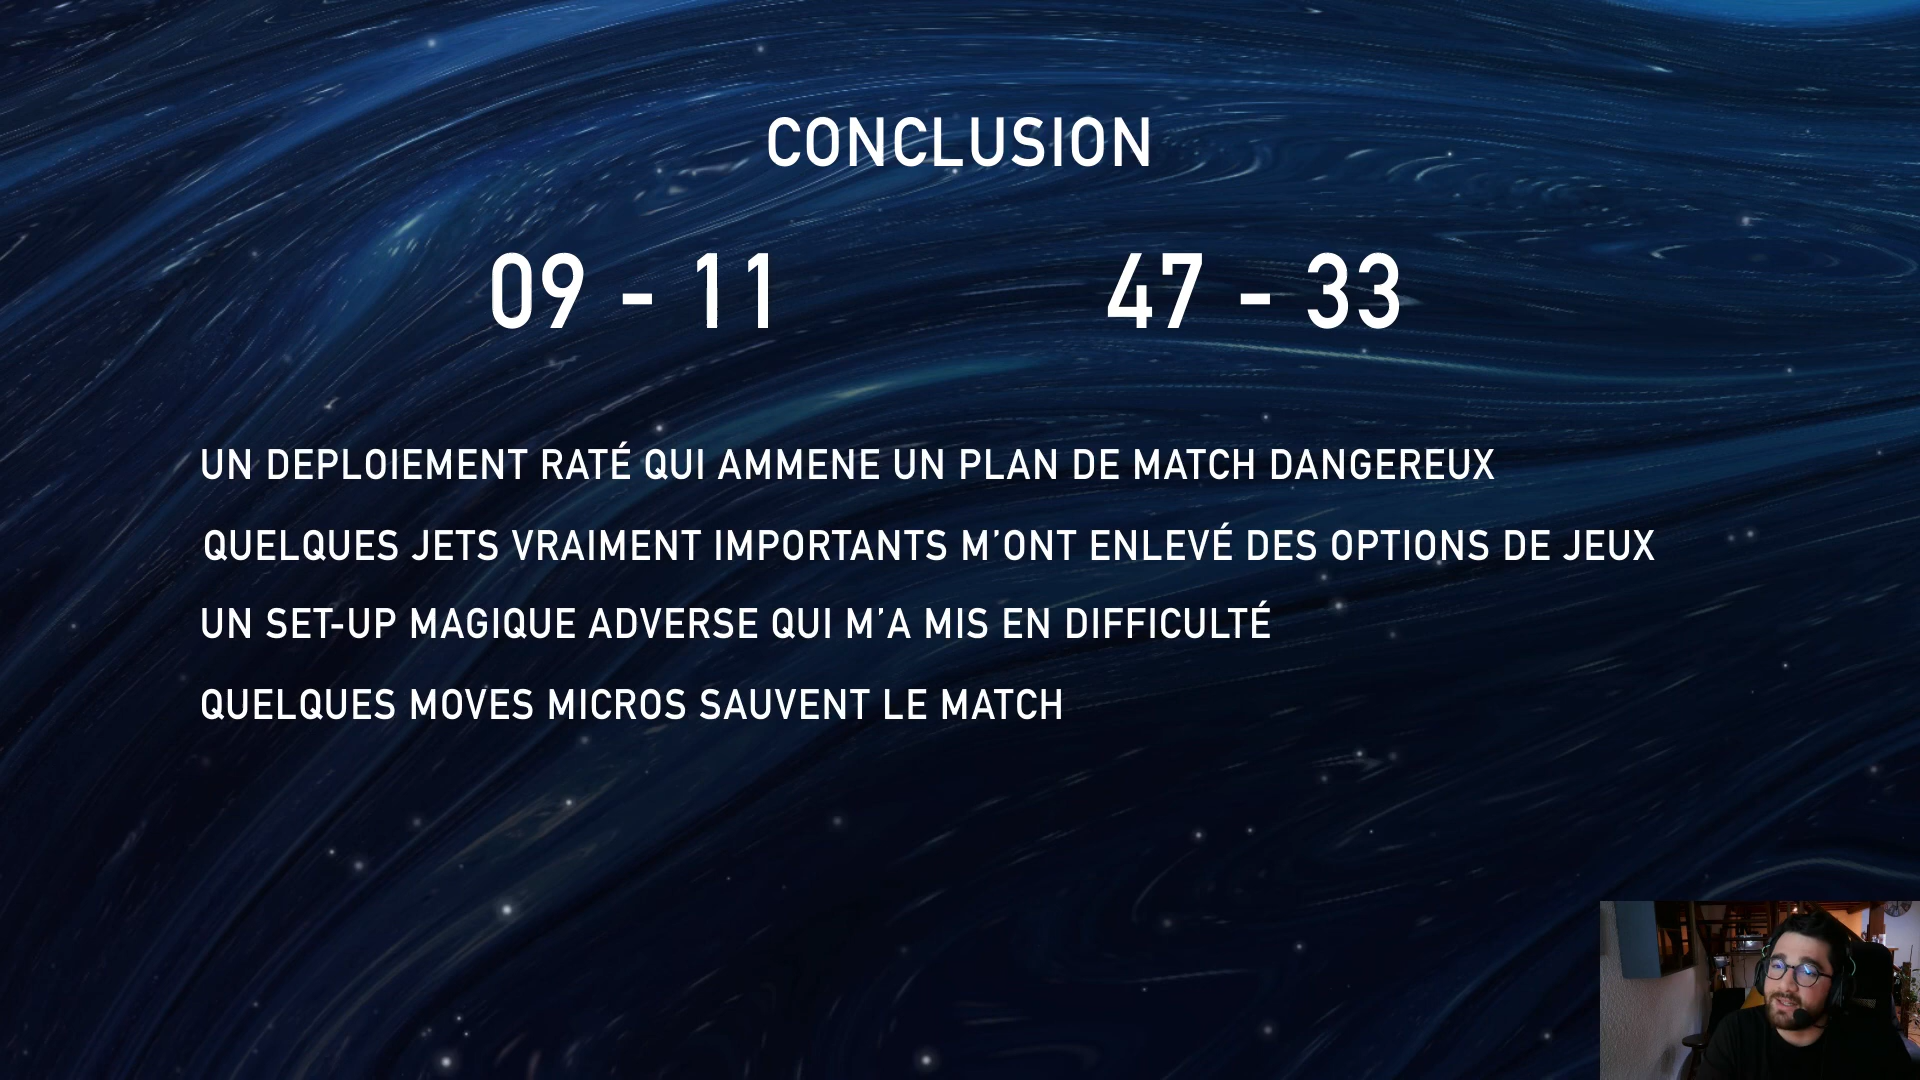 CONCLUSION
09 - 11 47 - 33
UN DEPLOIEMENT RATÉ QUI AMMENE UN PLAN DE MATCH DANGEREUX
QUELQUES JETS VRAIMENT IMPORTANTS M’ONT ENLEVÉ DES OPTIONS DE JEUX
UN SET-UP MAGIQUE ADVERSE QUI M’A MIS EN DIFFICULTÉ
QUELQUES MOVES MICROS SAUVENT LE MATCH